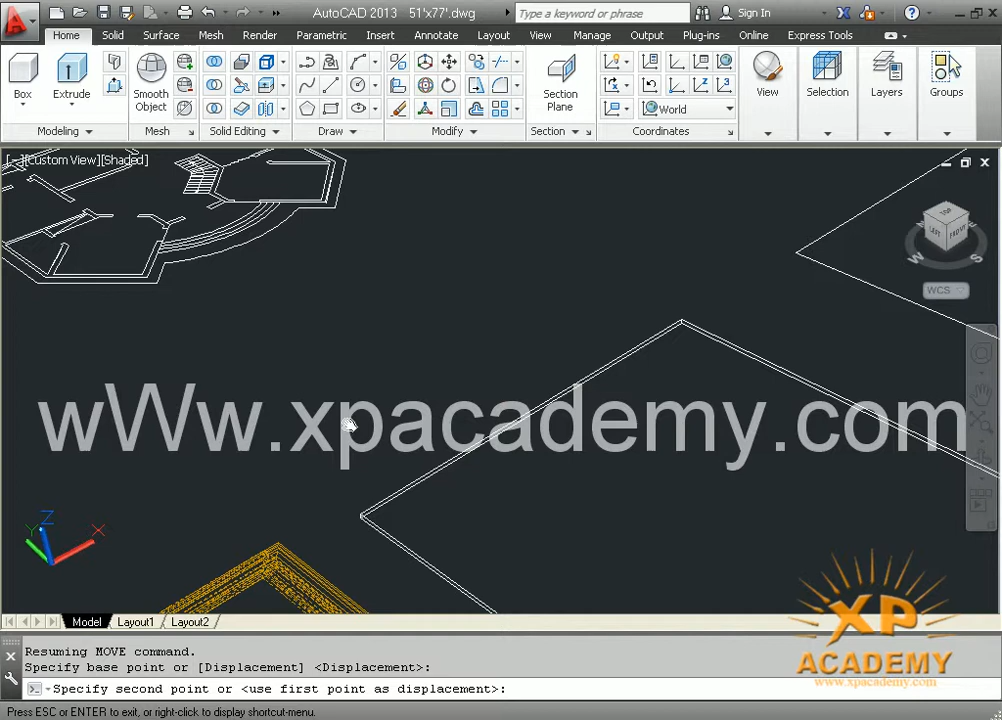 AutoCAD 2013 51'x77'.dwg
Type a keyword or phrase
Sign In
Home Solid Surface Mesh Render Parametric Insert Annotate Layout View Manage Output Plug-ins Online Express Tools
Box Extrude Smooth Object Section Plane World View Selection Layers Groups
Modeling Mesh Solid Editing Draw Modify Section Coordinates
[−][Custom View][Shaded]
TOP
LEFT FRONT
W S
WCS
wWw.xpacademy.com
Z
Y X
Model Layout1 Layout2
XP
ACADEMY
www.xpacademy.com
Resuming MOVE command.
Specify base point or [Displacement] <Displacement>:
Specify second point or <use first point as displacement>:
Press ESC or ENTER to exit, or right-click to display shortcut-menu.